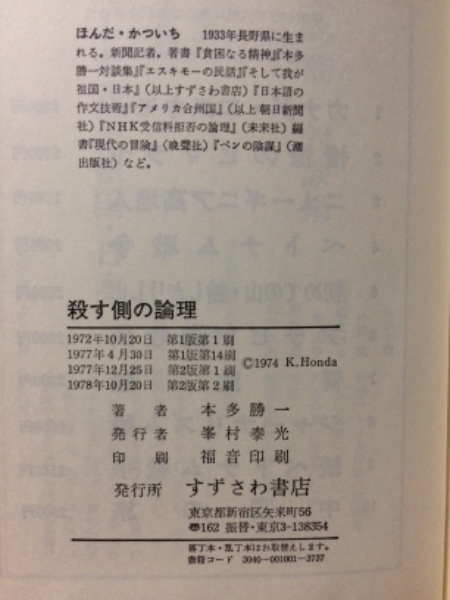 ほんだ・かついち 1933年長野県に生ま
れる。新聞記者。著書『貧困なる精神』『本多
勝一対談集』『エスキモーの民話』『そして我が
祖国・日本』(以上すずさわ書店)『日本語の
作文技術』『アメリカ合州国』(以上 朝日新聞
社)『NHK受信料拒否の論理』(未来社) 編
書『現代の冒険』(晩聲社)『ペンの陰謀』(潮
出版社)など。
殺す側の論理
1972年10月20日 第1版第1刷
1977年4月30日 第1版第14刷
1977年12月25日 第2版第1刷
1978年10月20日 第2版第2刷
©1974 K.Honda
著者 本多勝一
発行者 峯村泰光
印刷 福音印刷
発行所 すずさわ書店
東京都新宿区矢来町56
☎162 振替・東京3-138354
落丁本・乱丁本はお取替えします。
書籍コード 3040-001001-3737